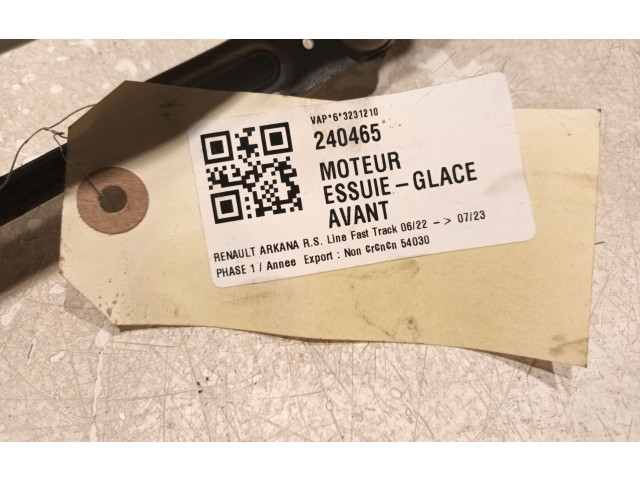 VAP*6*3231210
240465
MOTEUR
ESSUIE-GLACE
AVANT
RENAULT ARKANA R.S. Line Fast Track 06/22 -> 07/23
PHASE 1 / Annee Export : Non ¢r¢n¢n 54030